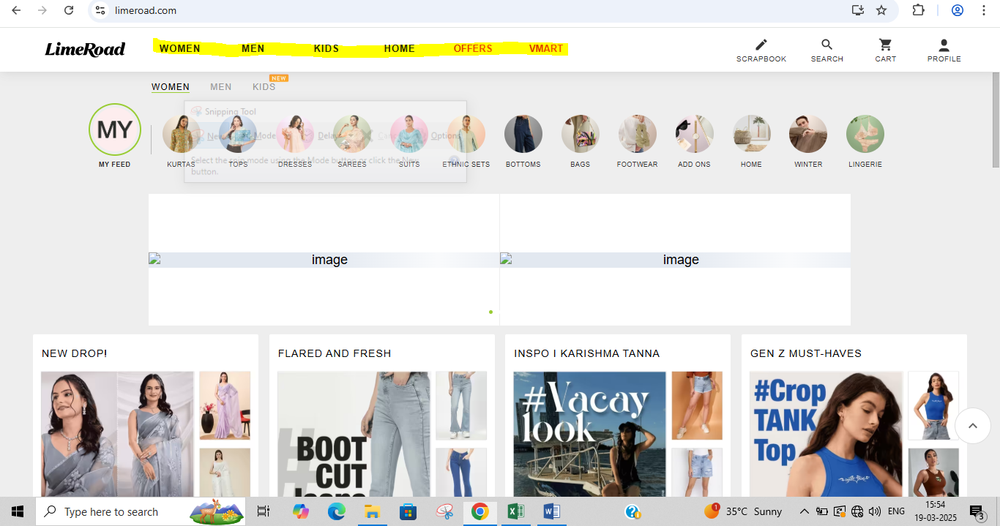 limeroad.com
LimeRoad WOMEN MEN KIDS HOME OFFERS VMART
SCRAPBOOK SEARCH CART PROFILE
WOMEN MEN KIDS NEW
Snipping Tool
New Mode Delay Cancel Options
Select the snip mode using the Mode button or click the New
button.
MY
MY FEED KURTAS TOPS DRESSES SAREES SUITS ETHNIC SETS BOTTOMS BAGS FOOTWEAR ADD ONS HOME WINTER LINGERIE
image image
NEW DROP! FLARED AND FRESH INSPO I KARISHMA TANNA GEN Z MUST-HAVES
#
BOOT
CUT
Jeans
#Vacay
look
#Crop
TANK
Top
Type here to search
1
35°C Sunny
ENG
15:54
19-03-2025
3